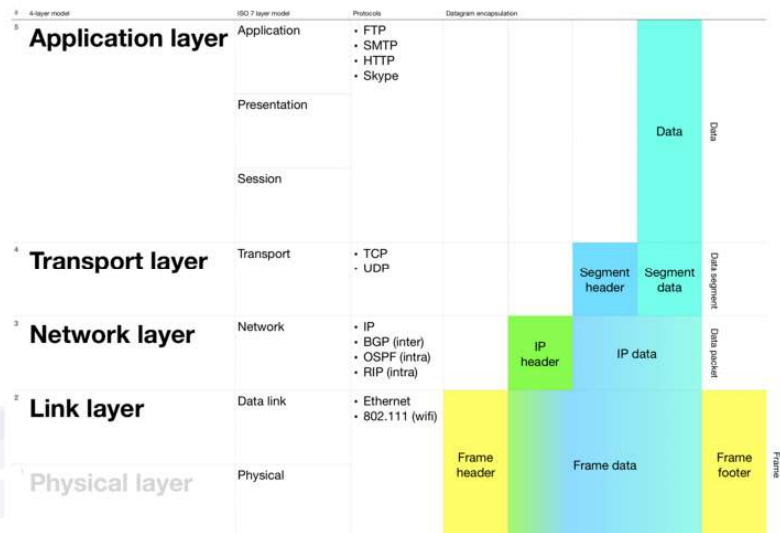 # 4-layer model ISO 7 layer model Protocols Datagram encapsulation
5 Application layer Application
• FTP
• SMTP
• HTTP
• Skype
Presentation
Session
Data
Data
4 Transport layer Transport
• TCP
- UDP
Segment header
Segment data
Data segment
3 Network layer Network
• IP
• BGP (inter)
• OSPF (intra)
• RIP (intra)
IP header
IP data
Data packet
2 Link layer Data link
• Ethernet
• 802.111 (wifi)
Physical layer Physical
Frame header
Frame data
Frame footer
Frame